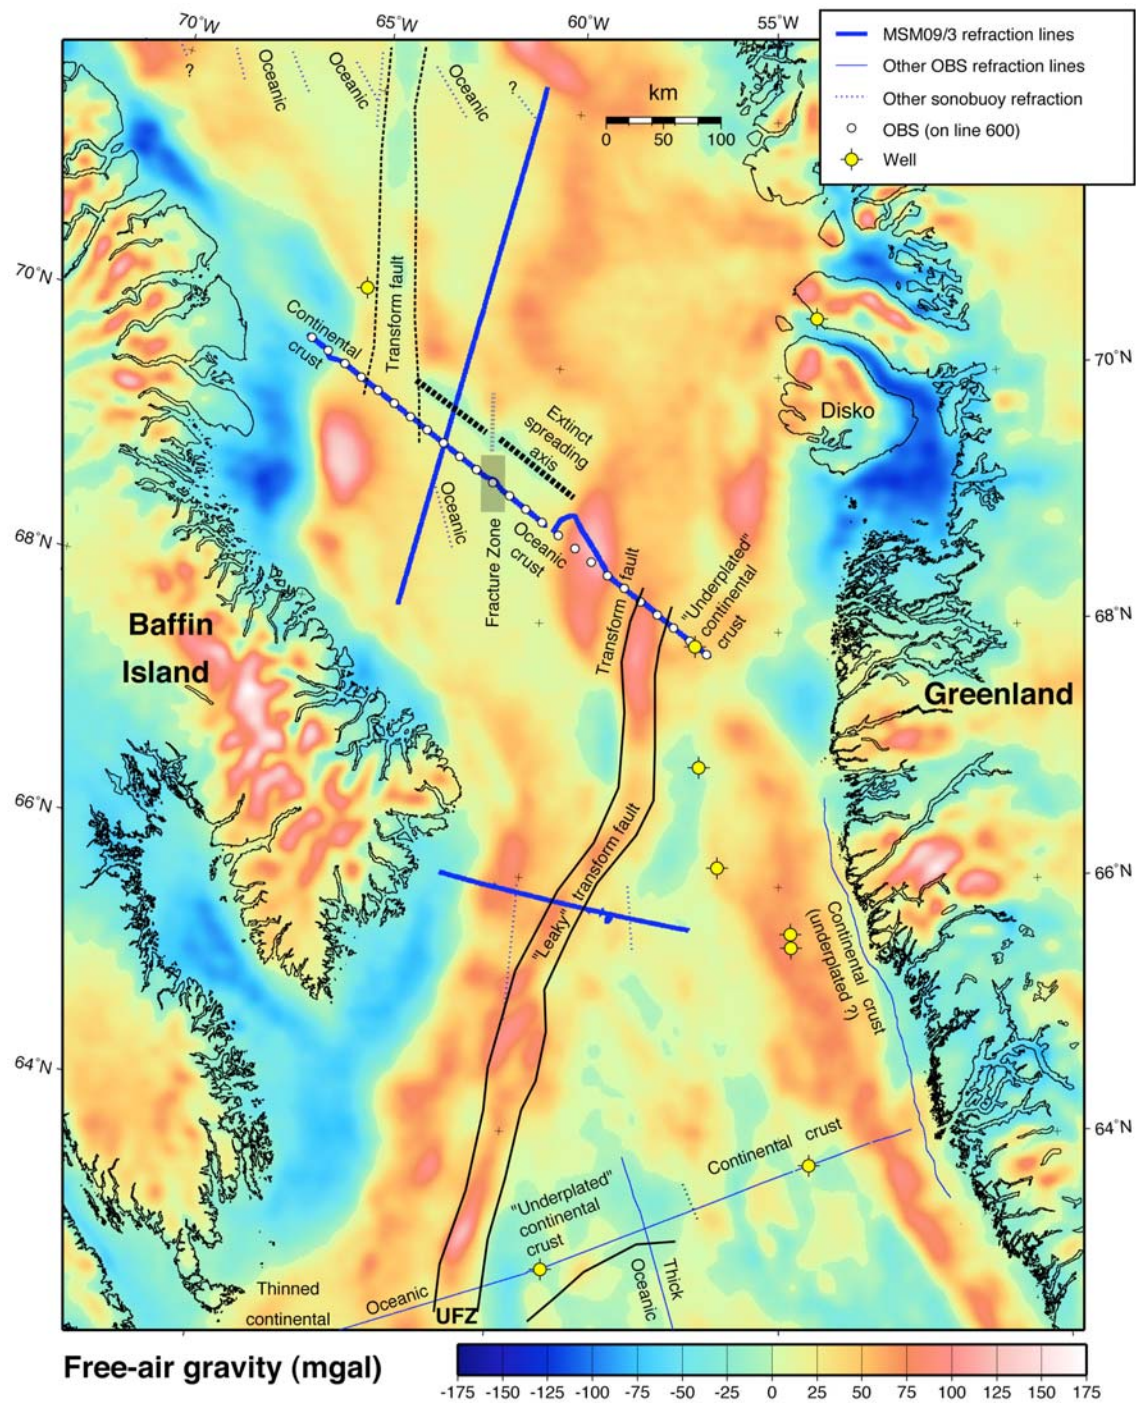 70°W
65°W
60°W
55°W
MSM09/3 refraction lines
Other OBS refraction lines
Other sonobuoy refraction
OBS (on line 600)
Well
km
0 50 100
?
Oceanic
Oceanic
Oceanic
?
70°N
70°N
Transform fault
Continental
crust
Disko
Extinct
spreading
axis
Oceanic
Fracture Zone
Oceanic
crust
68°N
68°N
Transform fault
"Underplated"
continental
crust
Baffin
Island
Greenland
66°N
66°N
"Leaky" transform fault
Continental crust
(underplated ?)
64°N
64°N
Continental crust
"Underplated"
continental
crust
Thick
Oceanic
Thinned
continental
Oceanic
UFZ
Free-air gravity (mgal)
-175 -150 -125 -100 -75 -50 -25 0 25 50 75 100 125 150 175